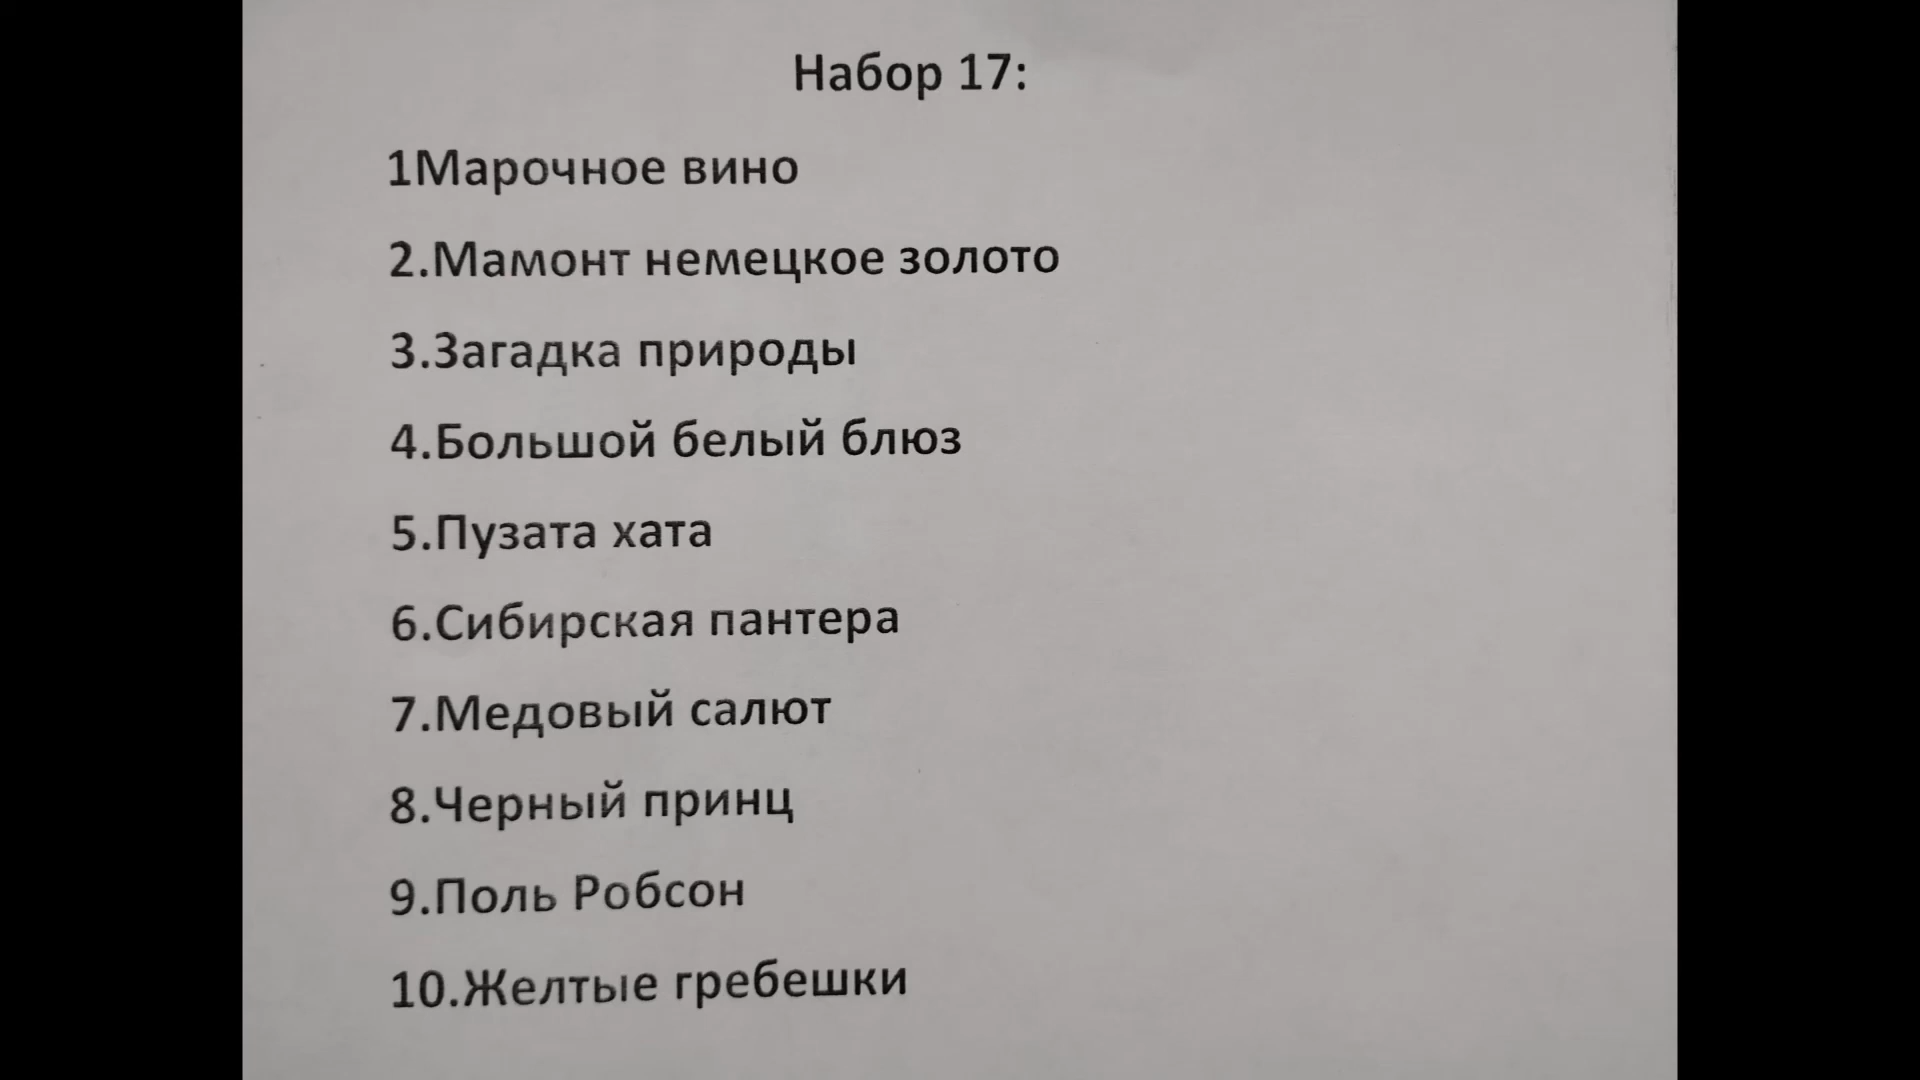 Набор 17:
1Марочное вино
2.Мамонт немецкое золото
3.Загадка природы
4.Большой белый блюз
5.Пузата хата
6.Сибирская пантера
7.Медовый салют
8.Черный принц
9.Поль Робсон
10.Желтые гребешки